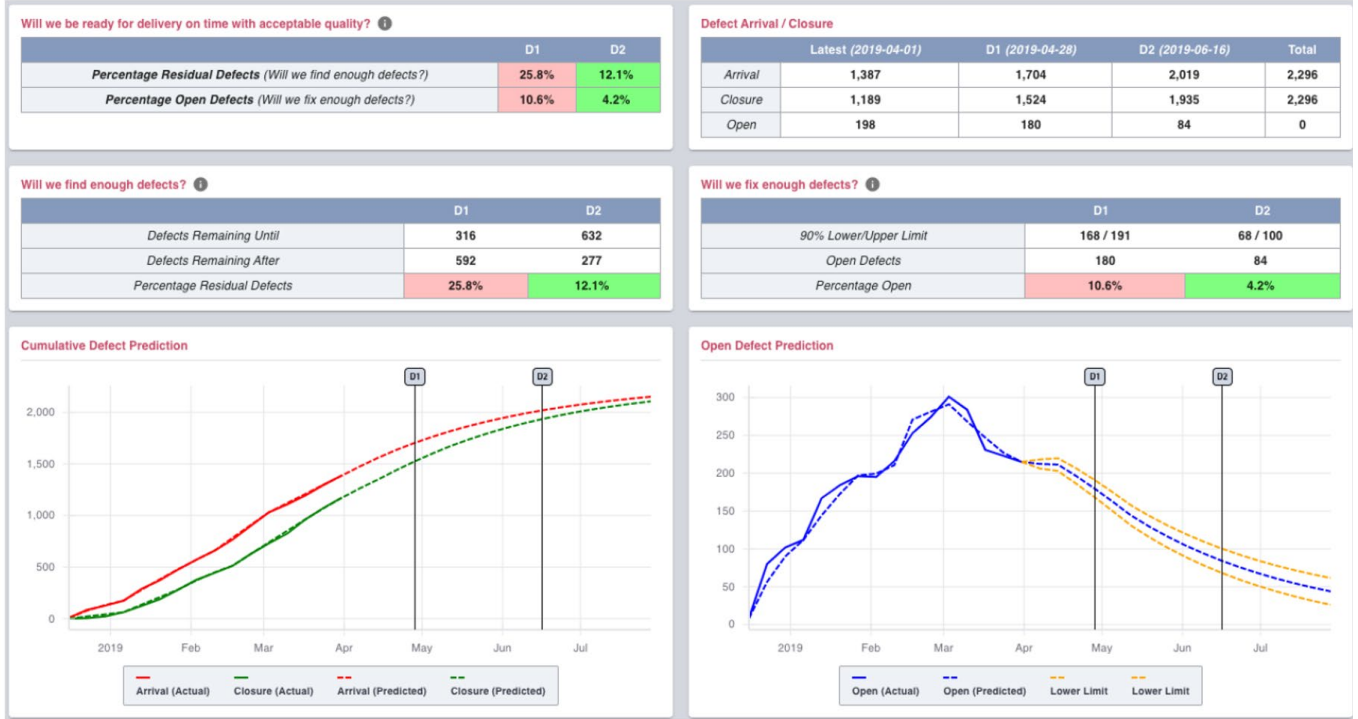 Will we be ready for delivery on time with acceptable quality? i
D1 D2
Percentage Residual Defects (Will we find enough defects?) 25.8% 12.1%
Percentage Open Defects (Will we fix enough defects?) 10.6% 4.2%
Defect Arrival / Closure
Latest (2019-04-01) D1 (2019-04-28) D2 (2019-06-16) Total
Arrival 1,387 1,704 2,019 2,296
Closure 1,189 1,524 1,935 2,296
Open 198 180 84 0
Will we find enough defects? i
D1 D2
Defects Remaining Until 316 632
Defects Remaining After 592 277
Percentage Residual Defects 25.8% 12.1%
Will we fix enough defects? i
D1 D2
90% Lower/Upper Limit 168 / 191 68 / 100
Open Defects 180 84
Percentage Open 10.6% 4.2%
Cumulative Defect Prediction
D1 D2
2,000
1,500
1,000
500
0
2019 Feb Mar Apr May Jun Jul
Arrival (Actual) Closure (Actual) Arrival (Predicted) Closure (Predicted)
Open Defect Prediction
D1 D2
300
250
200
150
100
50
0
2019 Feb Mar Apr May Jun Jul
Open (Actual) Open (Predicted) Lower Limit Lower Limit